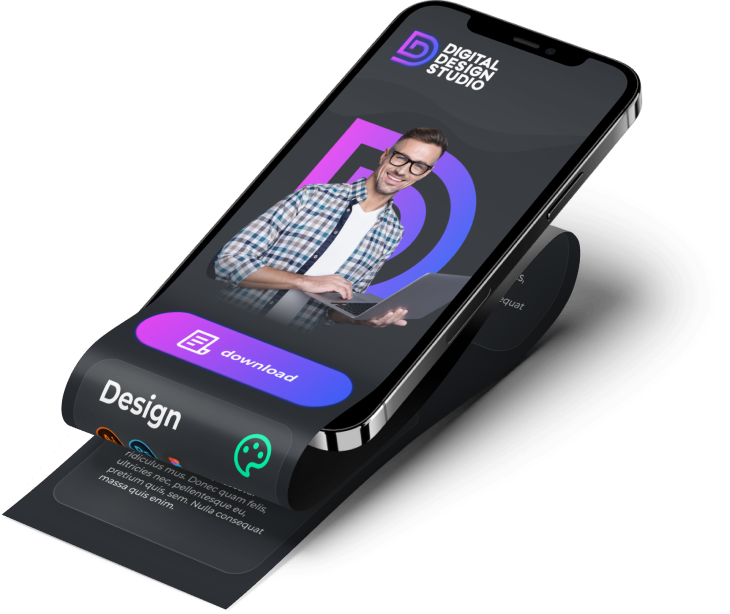 DIGITAL
DESIGN
STUDIO
download
Design
ridiculus mus. Donec quam felis,
ultricies nec, pellentesque eu,
pretium quis, sem. Nulla consequat
massa quis enim.
s,
equat